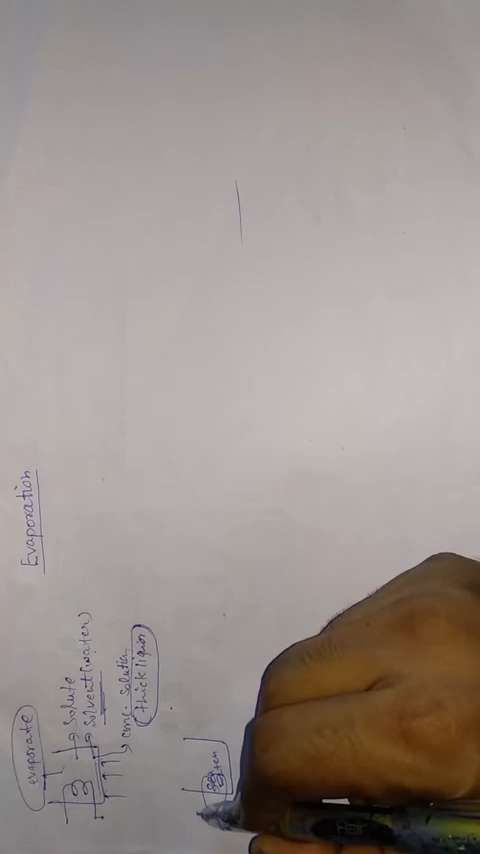 Evaporation
evaporate
solute
solvent (water)
conc. solution
(thick liquor)